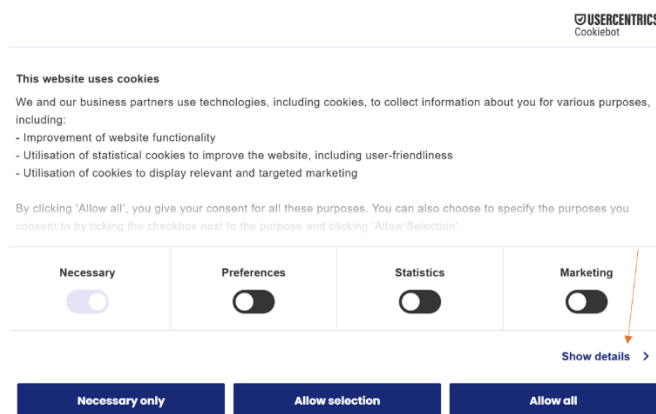 USERCENTRICS
Cookiebot
This website uses cookies
We and our business partners use technologies, including cookies, to collect information about you for various purposes,
including:
- Improvement of website functionality
- Utilisation of statistical cookies to improve the website, including user-friendliness
- Utilisation of cookies to display relevant and targeted marketing
By clicking 'Allow all', you give your consent for all these purposes. You can also choose to specify the purposes you
consent to by ticking the checkbox next to the purpose and clicking 'Allow Selection'.
Necessary Preferences Statistics Marketing
Show details
Necessary only Allow selection Allow all